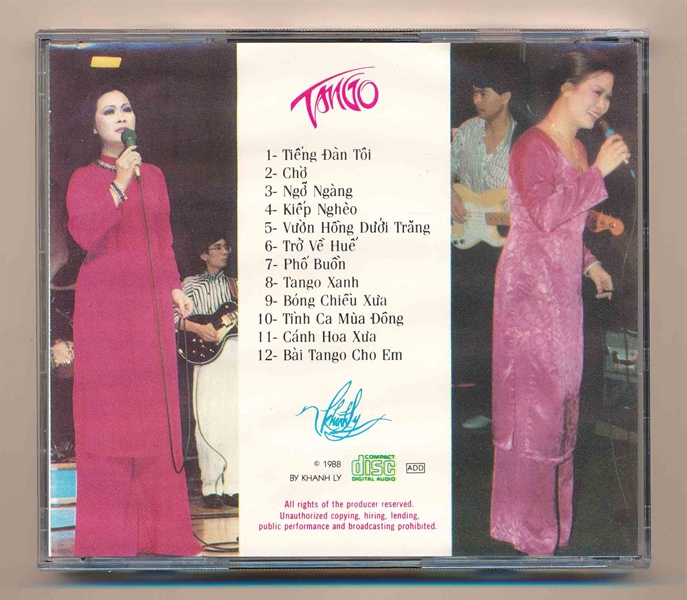 TANGO
1- Tiếng Đàn Tôi
2- Chờ
3- Ngỡ Ngàng
4- Kiếp Nghèo
5- Vườn Hồng Dưới Trăng
6- Trở Về Huế
7- Phố Buồn
8- Tango Xanh
9- Bóng Chiều Xưa
10- Tình Ca Mùa Đông
11- Cánh Hoa Xưa
12- Bài Tango Cho Em
Khánh Ly
© 1988
BY KHANH LY
COMPACT
disc
DIGITAL AUDIO
ADD
All rights of the producer reserved.
Unauthorized copying, hiring, lending,
public performance and broadcasting prohibited.